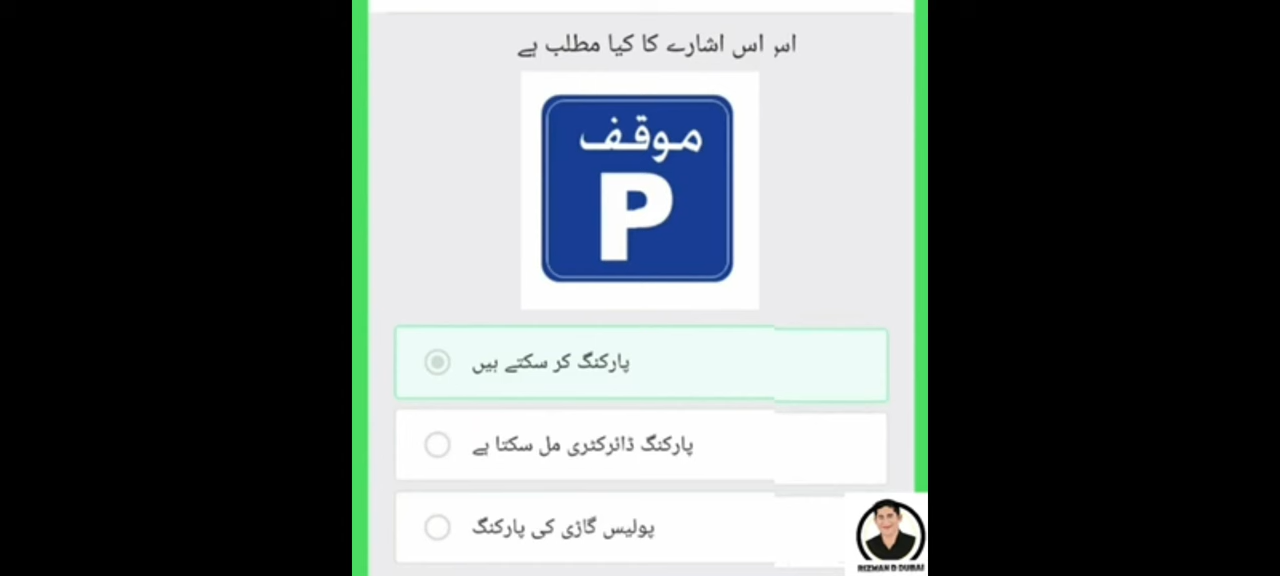 اس اس اشارے کا کیا مطلب ہے
موقف
P
پارکنگ کر سکتے ہیں
پارکنگ ڈائرکٹری مل سکتا ہے
پولیس گاڑی کی پارکنگ
RIZWAN D DUBAI